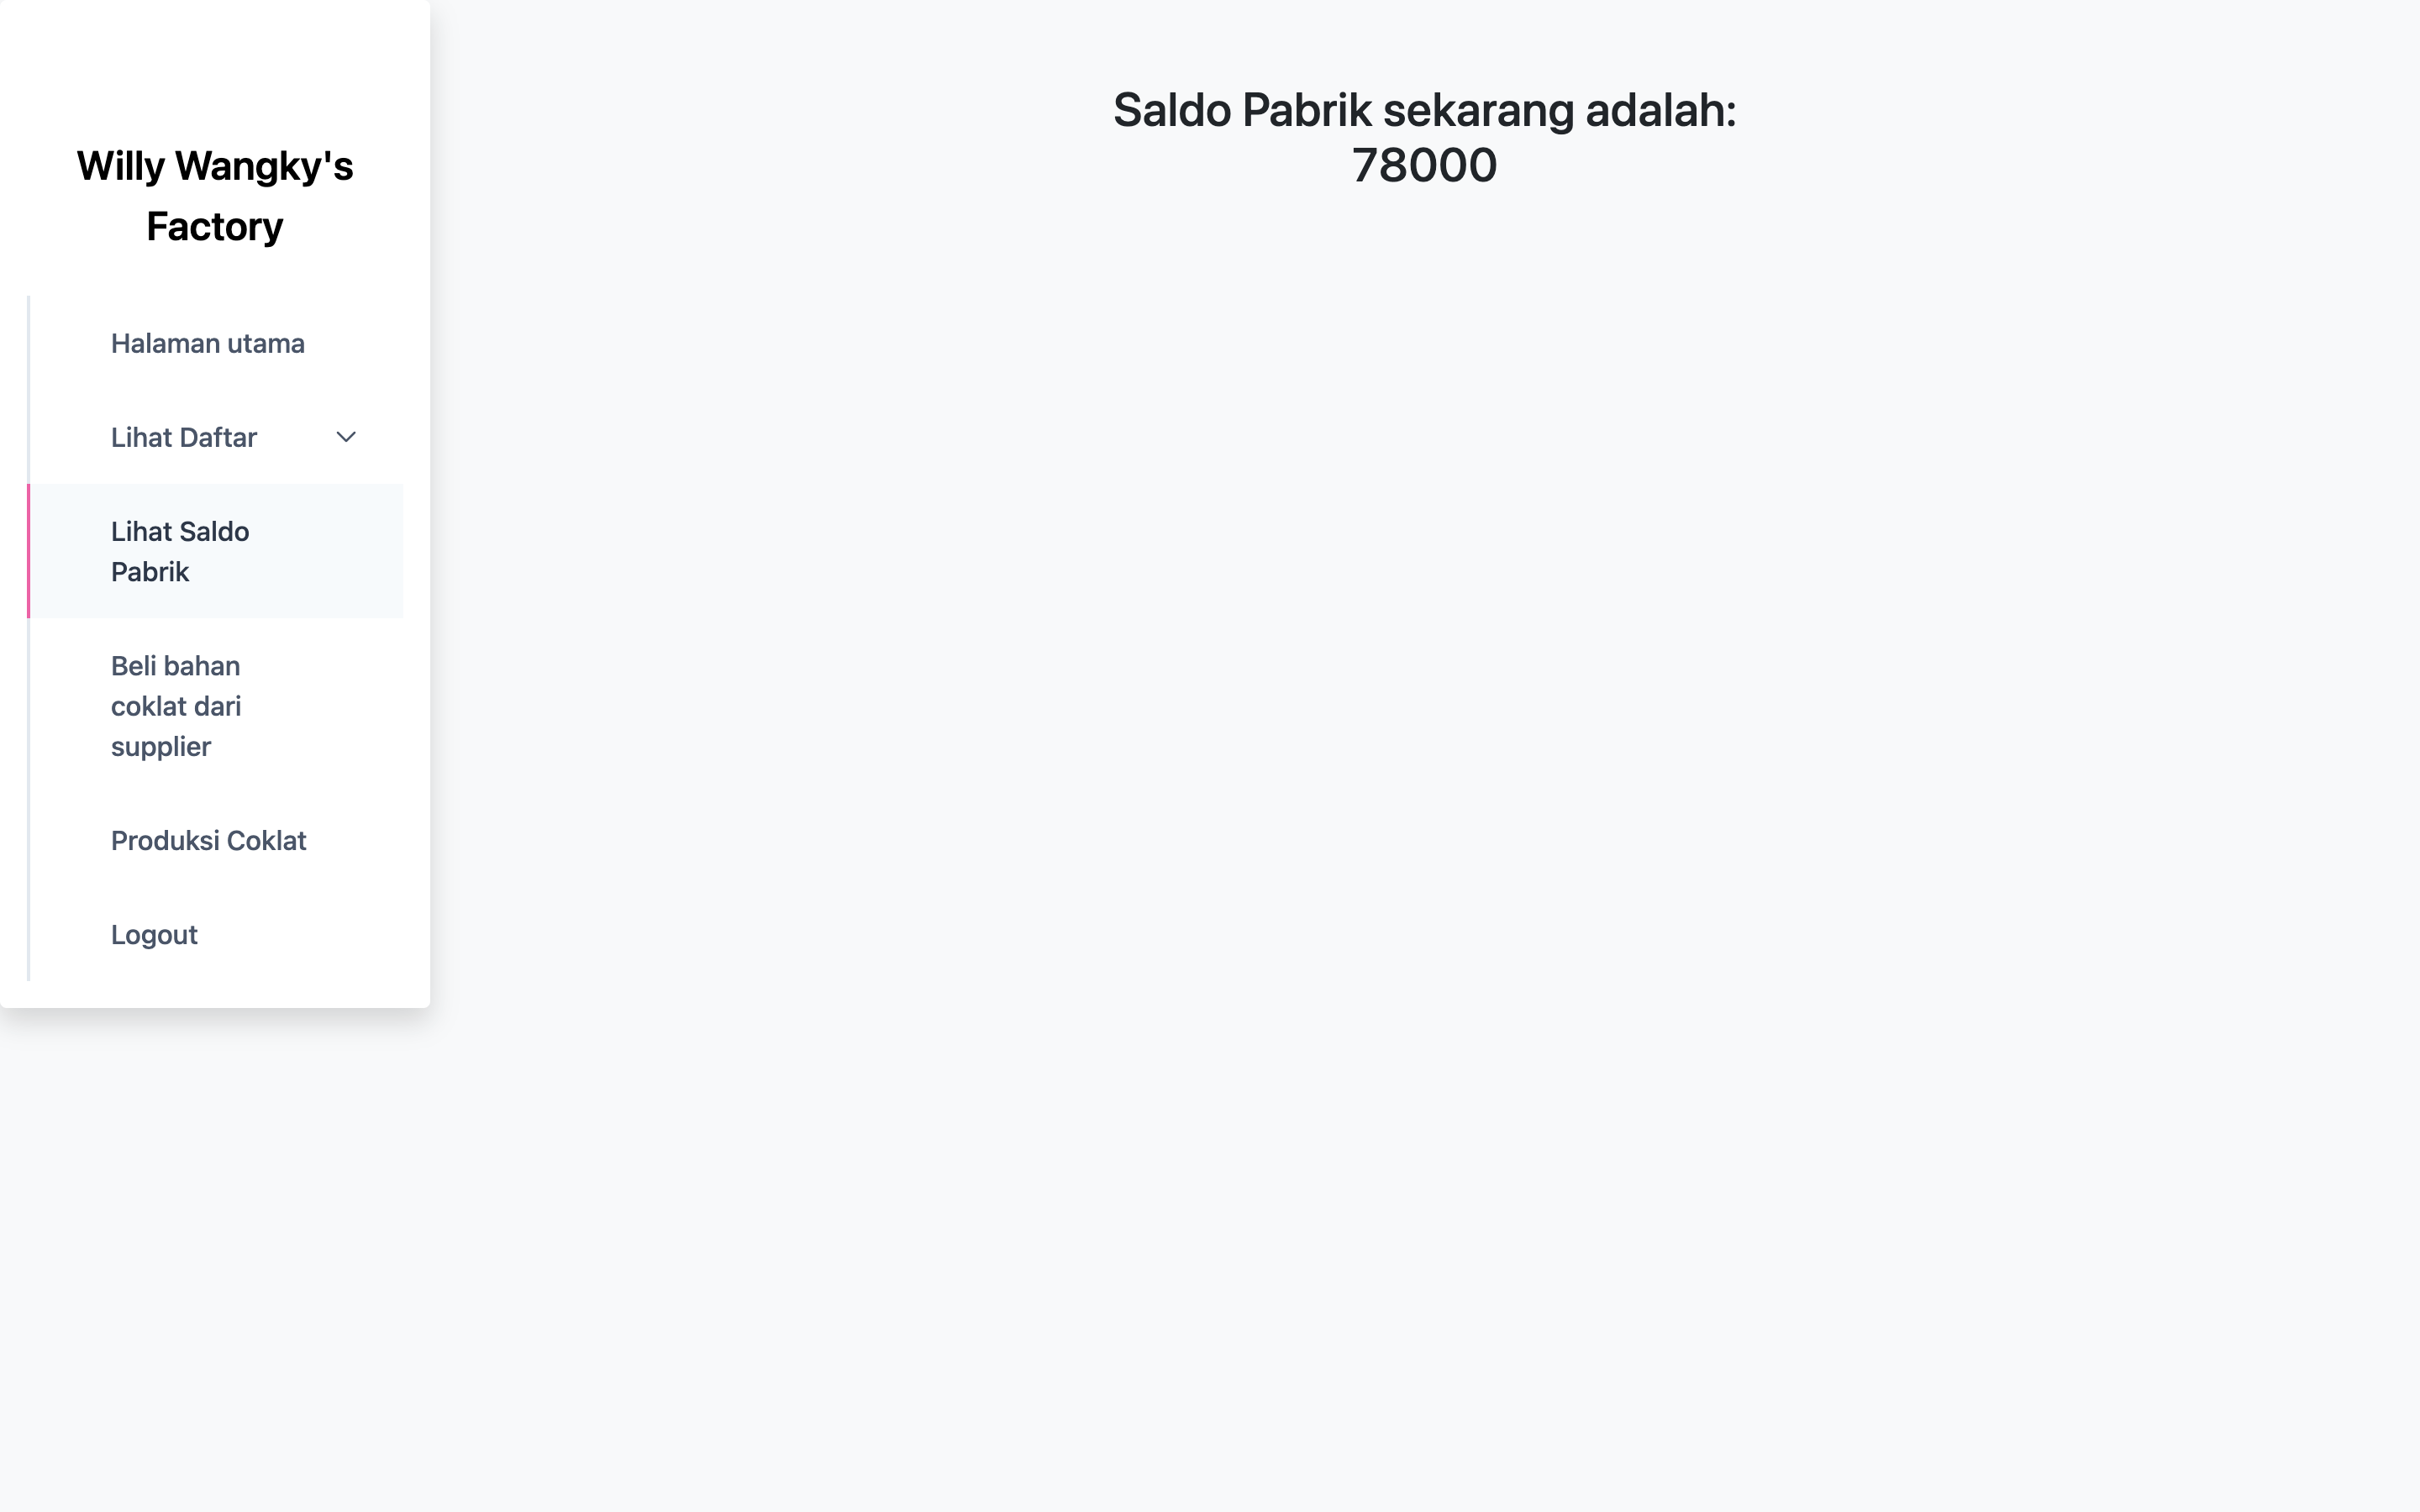 Willy Wangky's
Factory
Halaman utama
Lihat Daftar
Lihat Saldo
Pabrik
Beli bahan
coklat dari
supplier
Produksi Coklat
Logout
Saldo Pabrik sekarang adalah:
78000